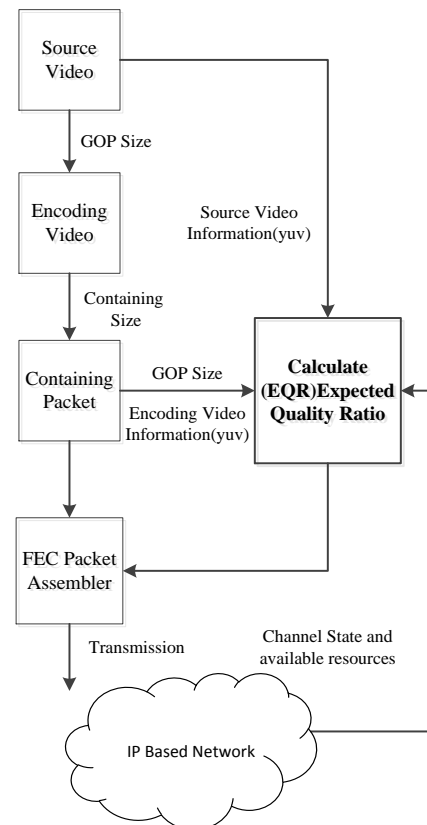 Source
Video
GOP Size
Encoding
Video
Source Video
Information(yuv)
Containing
Size
Containing
Packet
GOP Size
Encoding Video
Information(yuv)
Calculate
(EQR)Expected
Quality Ratio
FEC Packet
Assembler
Transmission
Channel State and
available resources
IP Based Network